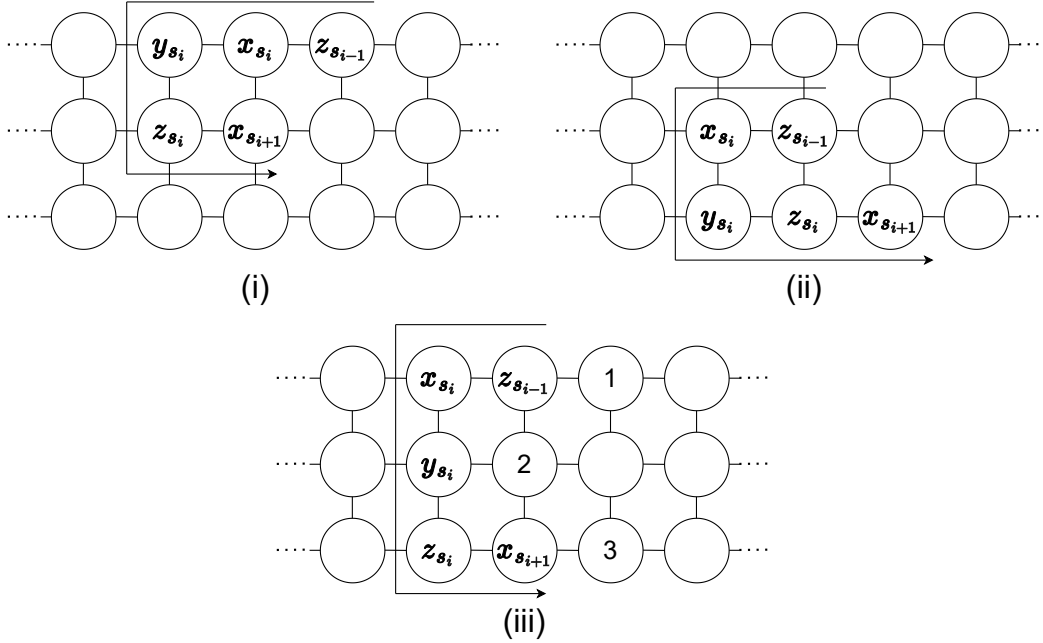 y_{s_i} x_{s_i} z_{s_{i-1}}
z_{s_i} x_{s_{i+1}}
(i)
x_{s_i} z_{s_{i-1}}
y_{s_i} z_{s_i} x_{s_{i+1}}
(ii)
x_{s_i} z_{s_{i-1}} 1
y_{s_i} 2
z_{s_i} x_{s_{i+1}} 3
(iii)